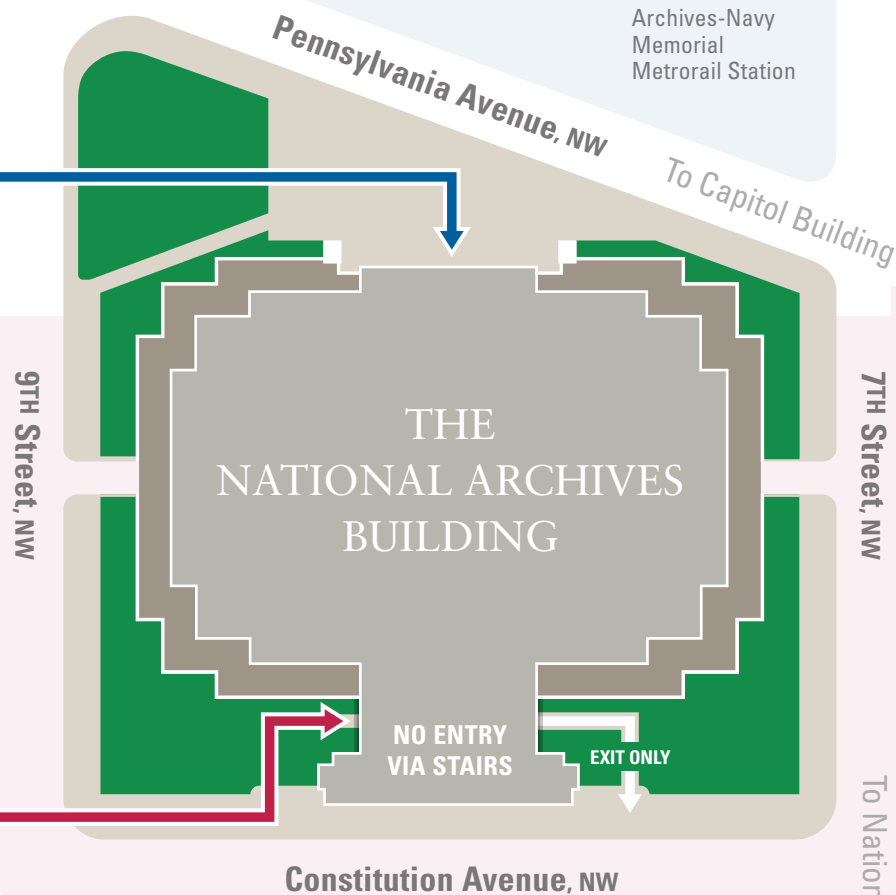 Archives-Navy
Memorial
Metrorail Station
Pennsylvania Avenue, NW
To Capitol Building
9TH Street, NW
7TH Street, NW
THE
NATIONAL ARCHIVES
BUILDING
NO ENTRY
VIA STAIRS
EXIT ONLY
To
Constitution Avenue, NW